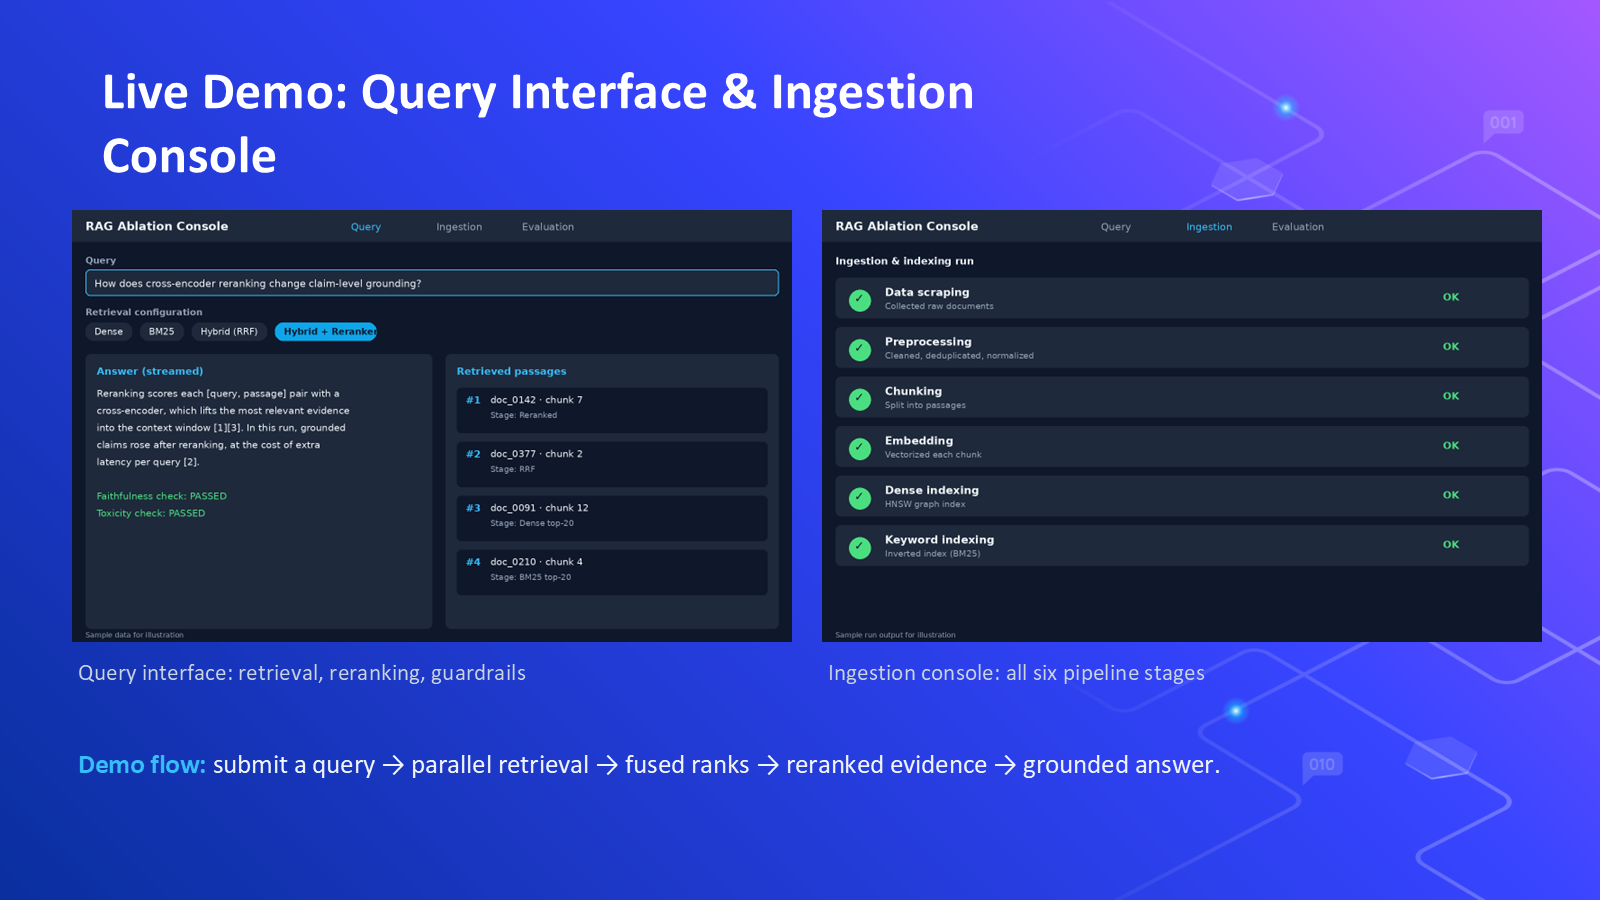 Live Demo: Query Interface & Ingestion
Console
001
RAG Ablation Console
Query
Ingestion
Evaluation
Query
How does cross-encoder reranking change claim-level grounding?
Retrieval configuration
Dense
BM25
Hybrid (RRF)
Hybrid + Reranker
Answer (streamed)
Reranking scores each [query, passage] pair with a
cross-encoder, which lifts the most relevant evidence
into the context window [1][3]. In this run, grounded
claims rose after reranking, at the cost of extra
latency per query [2].
Faithfulness check: PASSED
Toxicity check: PASSED
Retrieved passages
#1 doc_0142 · chunk 7
Stage: Reranked
#2 doc_0377 · chunk 2
Stage: RRF
#3 doc_0091 · chunk 12
Stage: Dense top-20
#4 doc_0210 · chunk 4
Stage: BM25 top-20
Sample data for illustration
RAG Ablation Console
Query
Ingestion
Evaluation
Ingestion & indexing run
✓ Data scraping OK
Collected raw documents
✓ Preprocessing OK
Cleaned, deduplicated, normalized
✓ Chunking OK
Split into passages
✓ Embedding OK
Vectorized each chunk
✓ Dense indexing OK
HNSW graph index
✓ Keyword indexing OK
Inverted index (BM25)
Sample run output for illustration
Query interface: retrieval, reranking, guardrails
Ingestion console: all six pipeline stages
Demo flow: submit a query → parallel retrieval → fused ranks → reranked evidence → grounded answer.
010